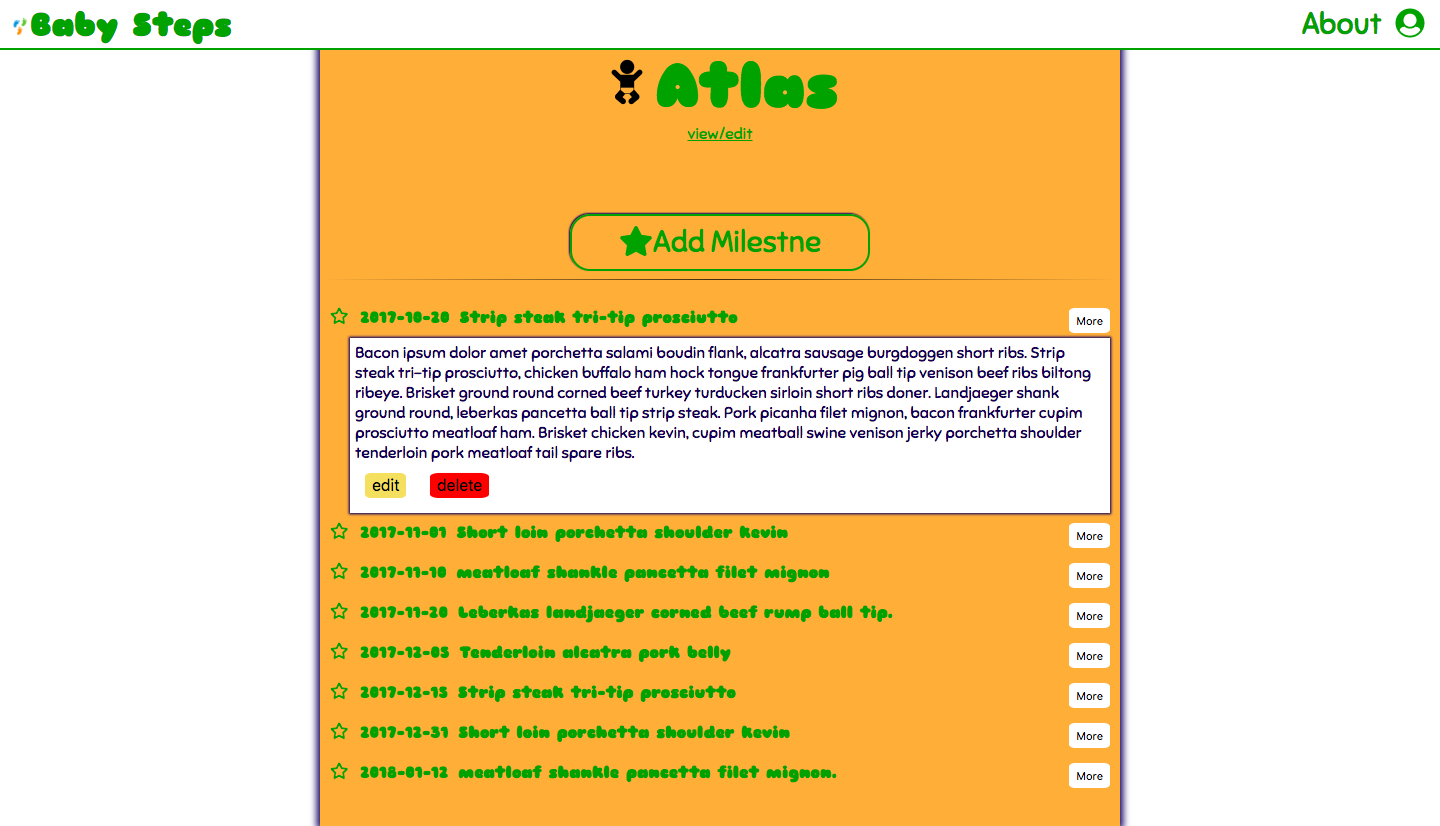 Baby Steps
About
Atlas
view/edit
Add Milestne
2017-10-20 Strip steak tri-tip prosciutto
More
Bacon ipsum dolor amet porchetta salami boudin flank, alcatra sausage burgdoggen short ribs. Strip
steak tri-tip prosciutto, chicken buffalo ham hock tongue frankfurter pig ball tip venison beef ribs biltong
ribeye. Brisket ground round corned beef turkey turducken sirloin short ribs doner. Landjaeger shank
ground round, leberkas pancetta ball tip strip steak. Pork picanha filet mignon, bacon frankfurter cupim
prosciutto meatloaf ham. Brisket chicken kevin, cupim meatball swine venison jerky porchetta shoulder
tenderloin pork meatloaf tail spare ribs.
edit delete
2017-11-01 Short loin porchetta shoulder kevin
More
2017-11-10 meatloaf shankle pancetta filet mignon
More
2017-11-20 Leberkas landjaeger corned beef rump ball tip.
More
2017-12-05 Tenderloin alcatra pork belly
More
2017-12-15 Strip steak tri-tip prosciutto
More
2017-12-31 Short loin porchetta shoulder kevin
More
2018-01-12 meatloaf shankle pancetta filet mignon.
More